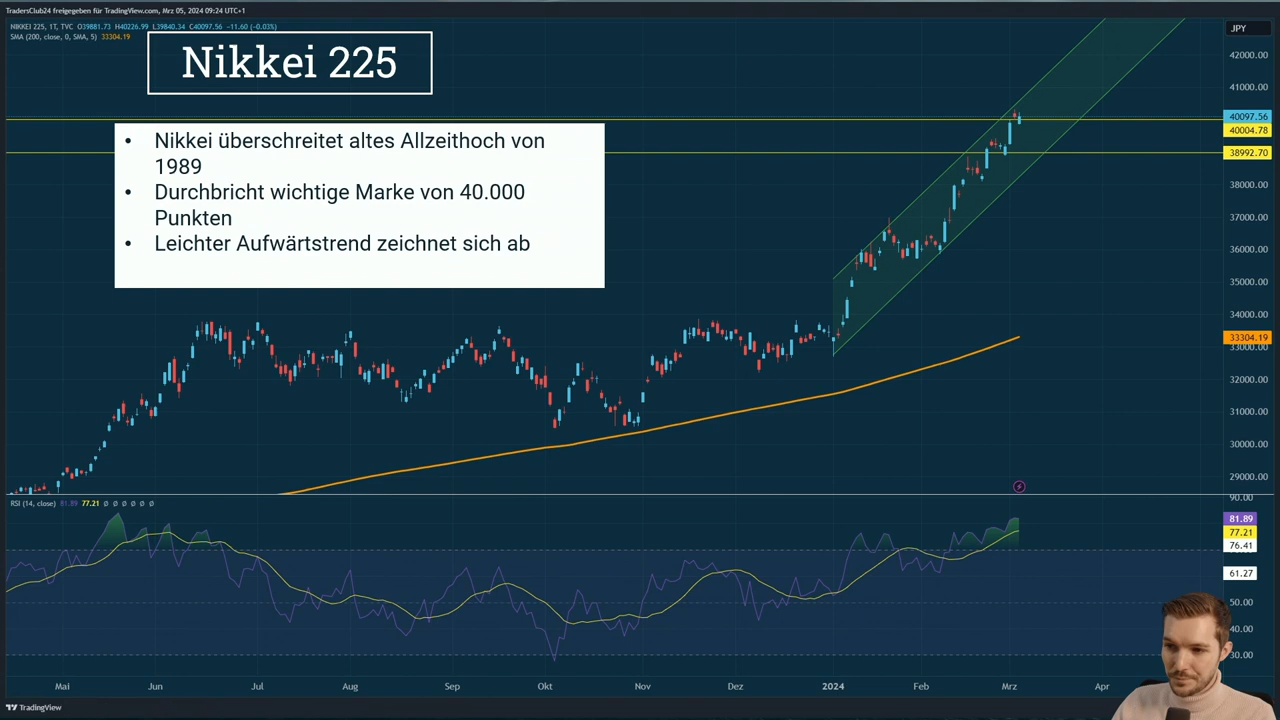 TradersClub24 freigegeben für TradingView.com, Mrz 05, 2024 09:24 UTC+1
NIKKEI 225, 1T, TVC O39881.73 H40226.99 L39840.34 C40097.56 −11.60 (−0.03%)
SMA (200, close, 0, SMA, 5) 33304.19
Nikkei 225
• Nikkei überschreitet altes Allzeithoch von
1989
• Durchbricht wichtige Marke von 40.000
Punkten
• Leichter Aufwärtstrend zeichnet sich ab
JPY
42000.00
41000.00
40097.56
40004.78
38992.70
38000.00
37000.00
36000.00
35000.00
34000.00
33304.19
33000.00
32000.00
31000.00
30000.00
29000.00
RSI (14, close) 81.89 77.21 Ø Ø Ø Ø Ø Ø
90.00
81.89
77.21
76.41
61.27
50.00
40.00
30.00
Mai Jun Jul Aug Sep Okt Nov Dez 2024 Feb Mrz Apr
TradingView